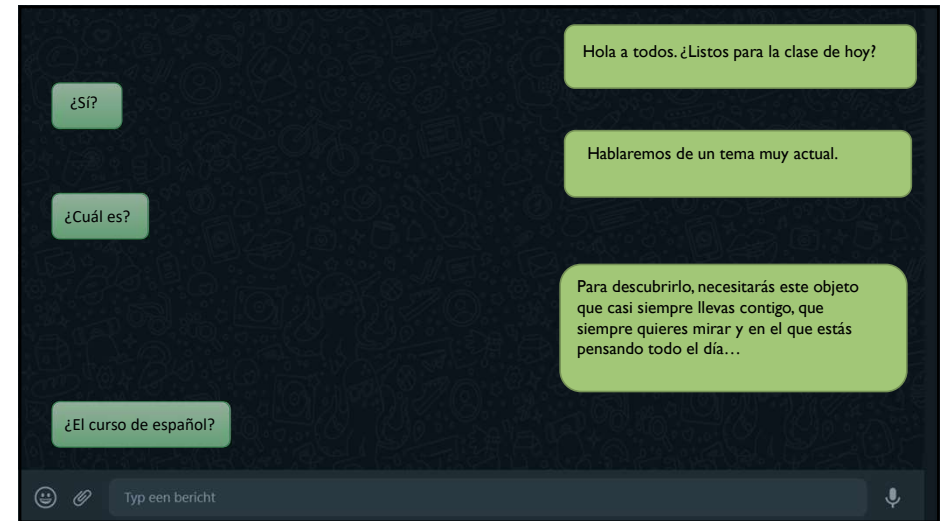 Hola a todos. ¿Listos para la clase de hoy?
¿Sí?
Hablaremos de un tema muy actual.
¿Cuál es?
Para descubrirlo, necesitarás este objeto
que casi siempre llevas contigo, que
siempre quieres mirar y en el que estás
pensando todo el día…
¿El curso de español?
Typ een bericht